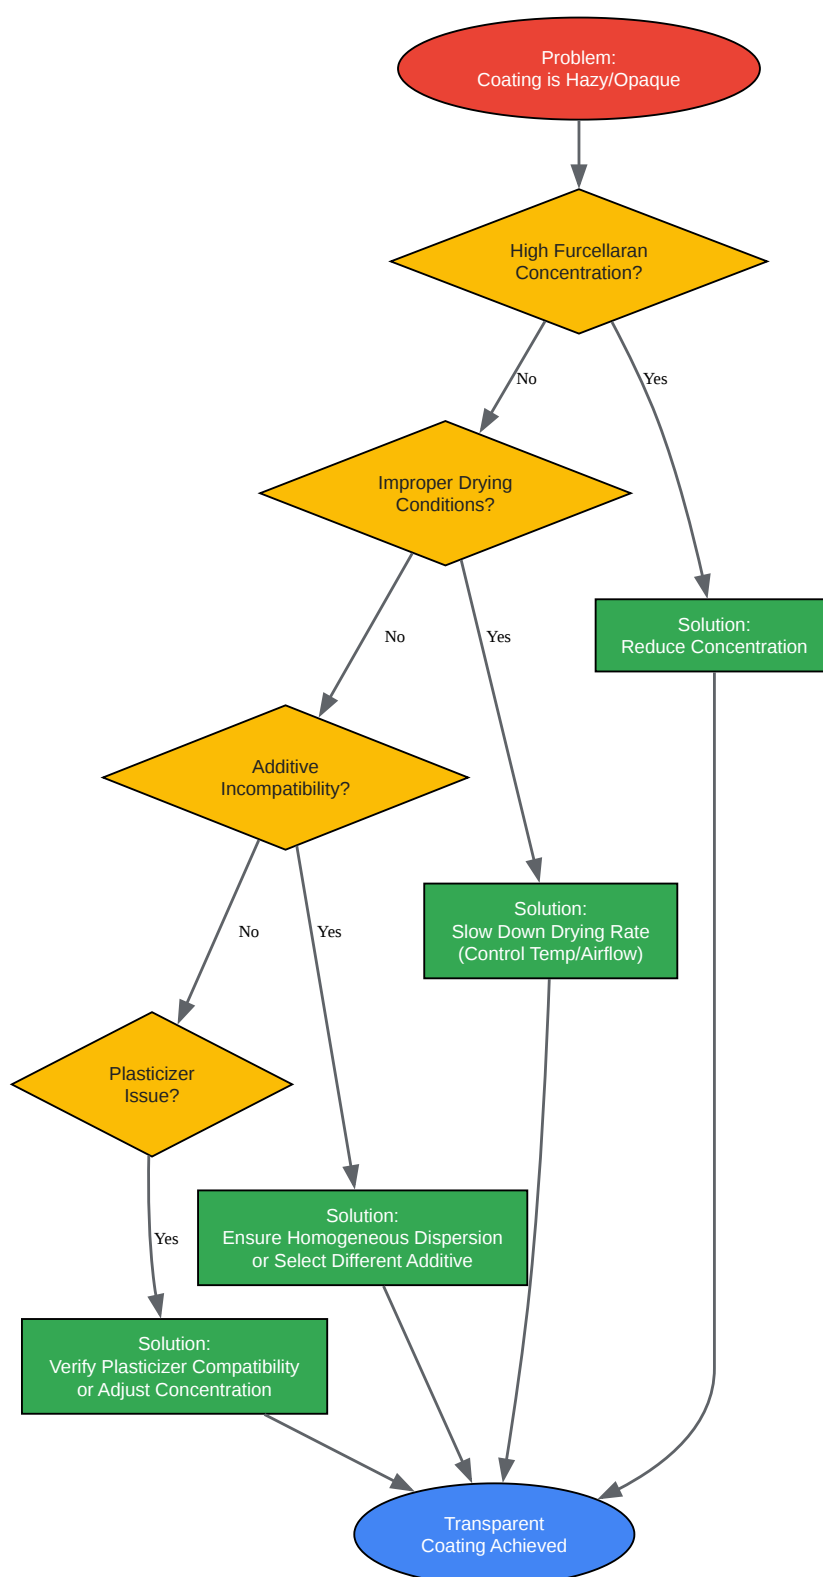 Problem:
Coating is Hazy/Opaque
High Furcellaran
Concentration?
No
Yes
Improper Drying
Conditions?
Solution:
Reduce Concentration
No
Yes
Additive
Incompatibility?
Solution:
Slow Down Drying Rate
(Control Temp/Airflow)
No
Yes
Plasticizer
Issue?
Solution:
Ensure Homogeneous Dispersion
or Select Different Additive
Yes
Solution:
Verify Plasticizer Compatibility
or Adjust Concentration
Transparent
Coating Achieved